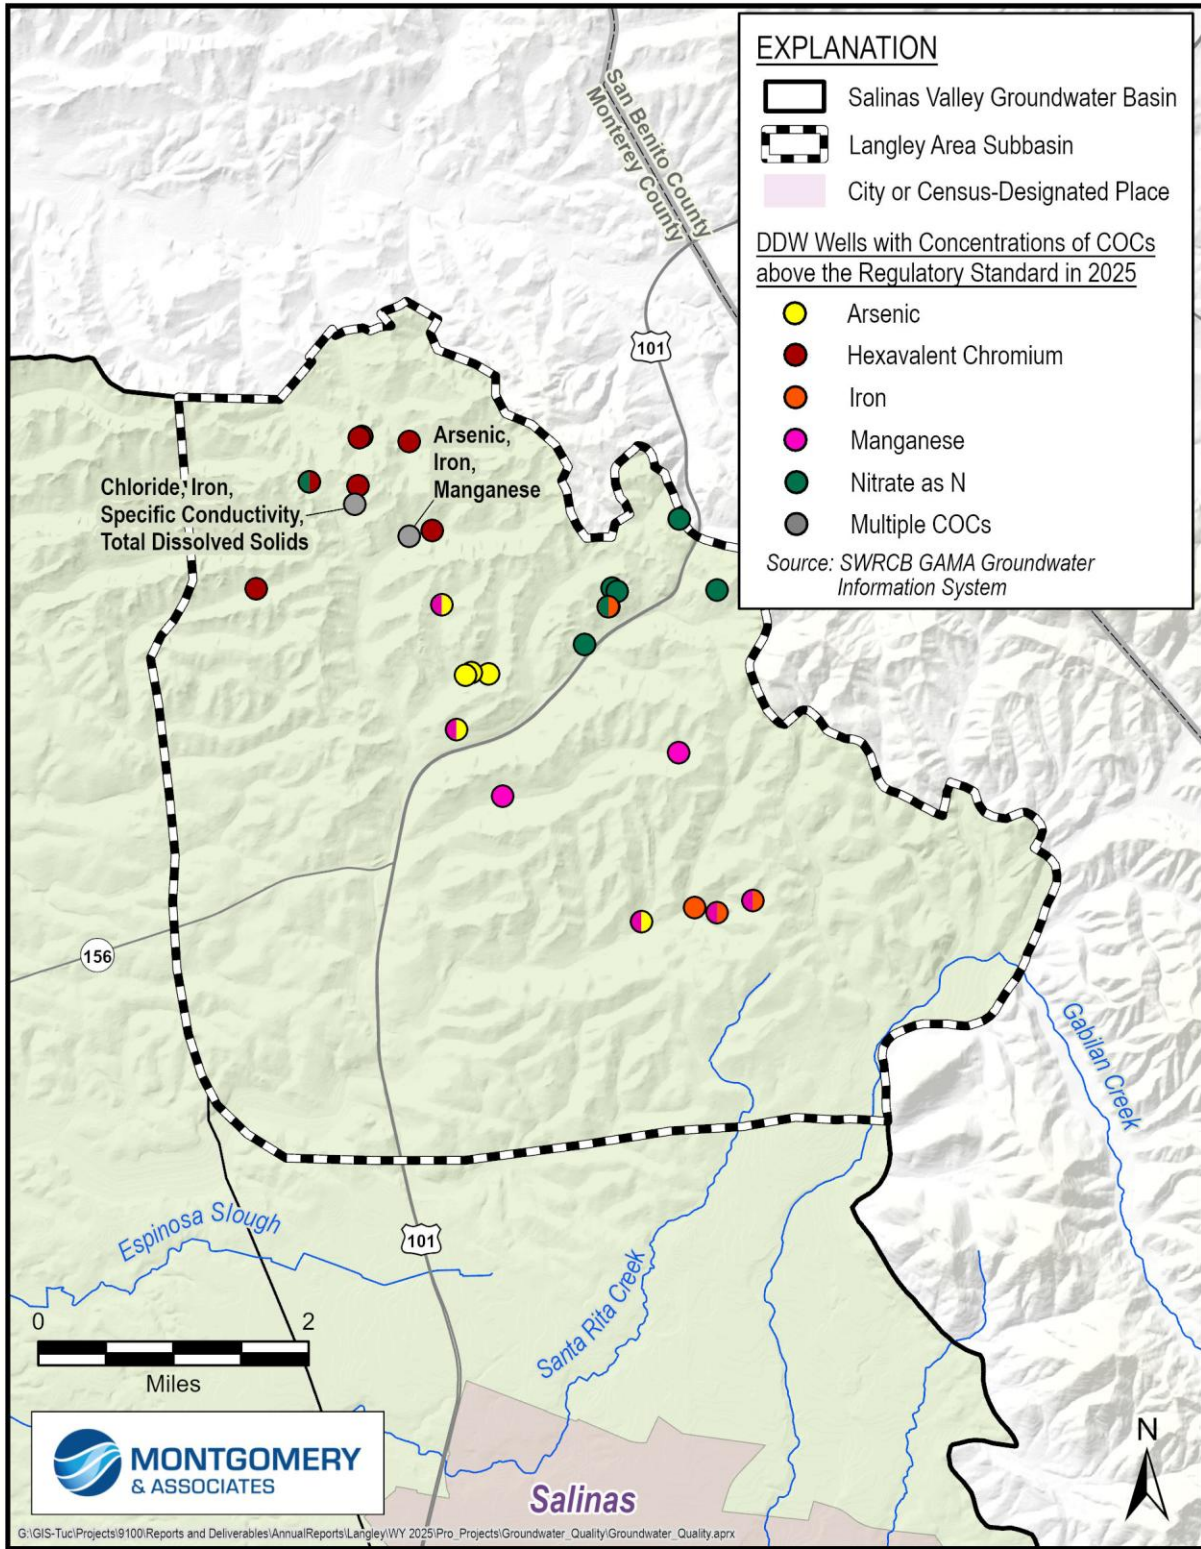 EXPLANATION
Salinas Valley Groundwater Basin
Langley Area Subbasin
City or Census-Designated Place
DDW Wells with Concentrations of COCs
above the Regulatory Standard in 2025
Arsenic
Hexavalent Chromium
Iron
Manganese
Nitrate as N
Multiple COCs
Source: SWRCB GAMA Groundwater
Information System
San Benito County
Monterey County
101
Arsenic,
Iron,
Manganese
Chloride, Iron,
Specific Conductivity,
Total Dissolved Solids
156
Gabilan Creek
Espinosa Slough
101
Santa Rita Creek
0 2
Miles
MONTGOMERY
& ASSOCIATES
Salinas
N
G:\GIS-Tuc\Projects\9100\Reports and Deliverables\AnnualReports\Langley\WY 2025\Pro_Projects\Groundwater_Quality\Groundwater_Quality.aprx